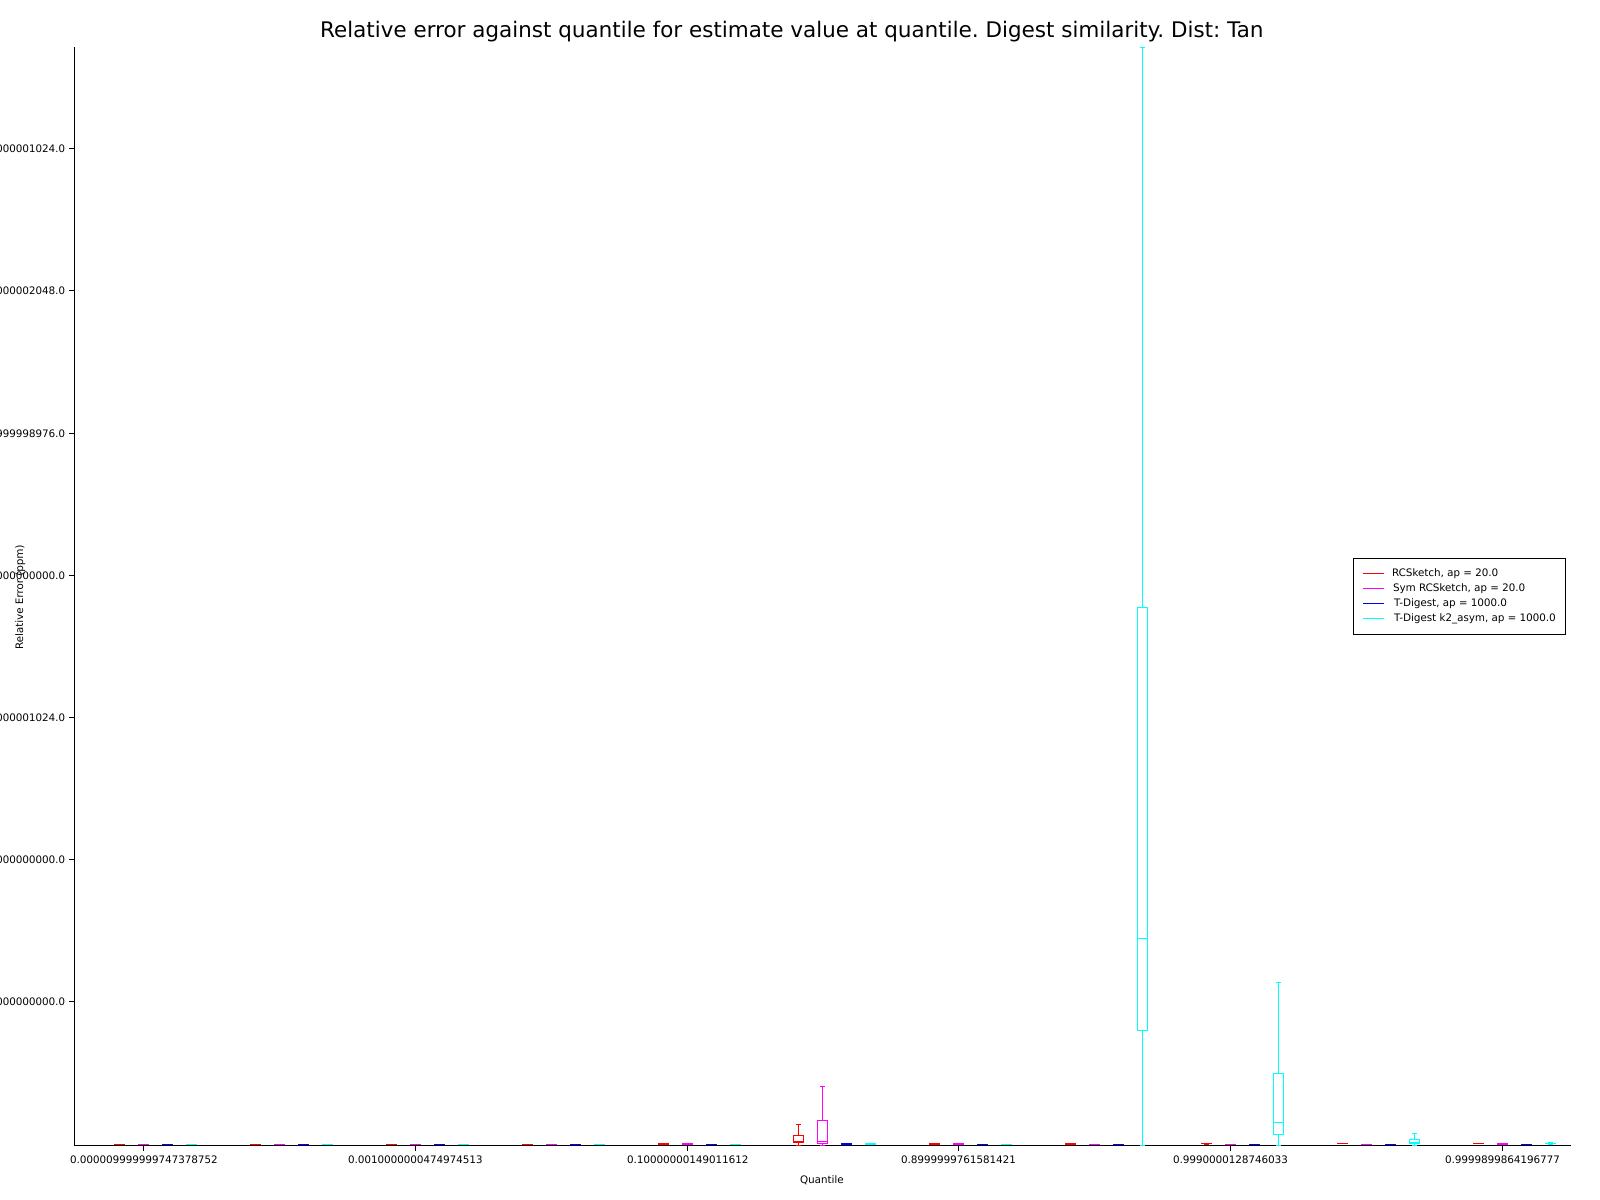 Relative error against quantile for estimate value at quantile. Digest similarity. Dist: Tan
000001024.0
000002048.0
999998976.0
Relative Error (ppm)
RCSketch, ap = 20.0
Sym RCSketch, ap = 20.0
T-Digest, ap = 1000.0
T-Digest k2_asym, ap = 1000.0
000001024.0
000000000.0
000000000.0
0.000009999999747378752
0.001000000474974513
0.10000000149011612
0.8999999761581421
0.9990000128746033
0.9999899864196777
Quantile